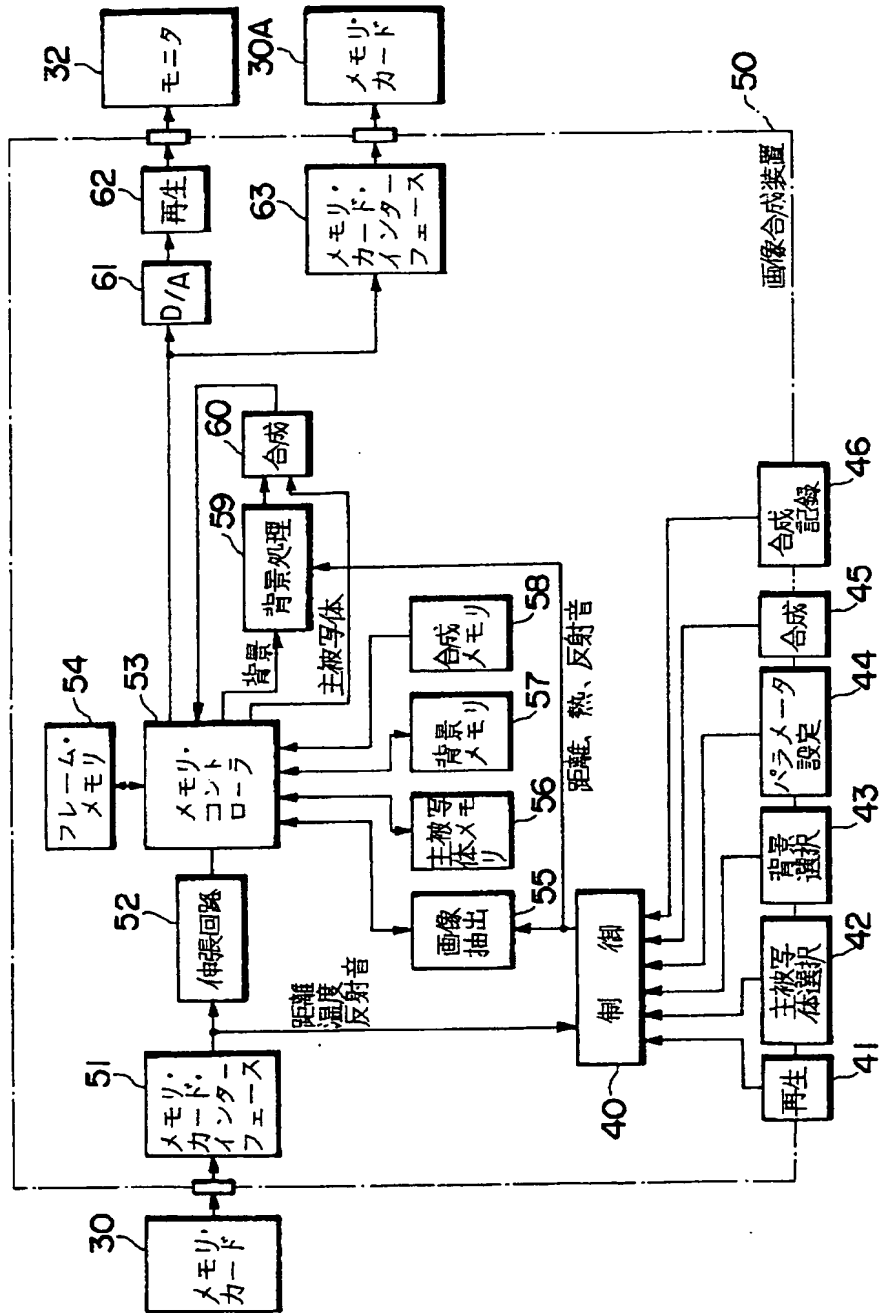 30
メモリ・
カード
51
メモリ・
カード・
インター
フェース
52
伸張回路
53
メモリ・
コント
ローラ
54
フレーム・
メモリ
背景
主被写体
59
背景処理
60
合成
61
D/A
62
再生
32
モニタ
63
メモリ・
カード・
インター
フェース
30A
メモリ・
カード
距離
温度
反射音
画像
抽出
55
主被写
体メモ
リ
56
背景
メモリ
57
合成
メモリ
58
距離、熱、反射音
40
制御
再生
41
主被写
体選択
42
背景
選択
43
パラメータ
設定
44
合成
45
合成
記録
46
画像合成装置
50